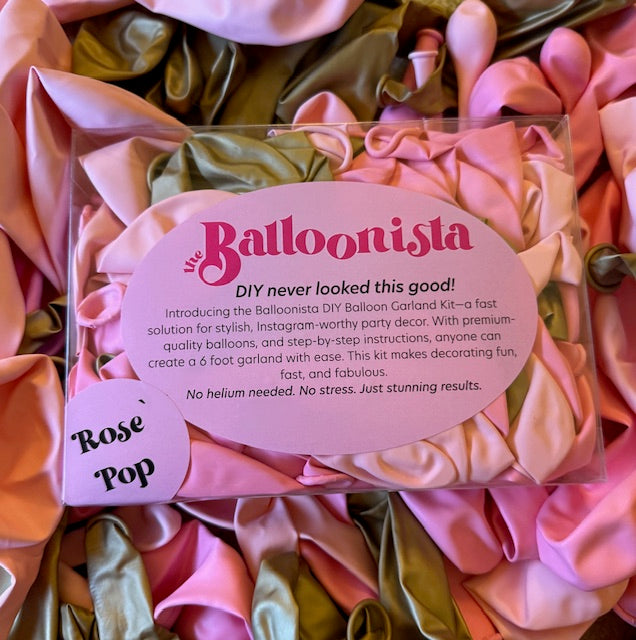 the Balloonista
DIY never looked this good!
Introducing the Balloonista DIY Balloon Garland Kit—a fast
solution for stylish, Instagram-worthy party decor. With premium-
quality balloons, and step-by-step instructions, anyone can
create a 6 foot garland with ease. This kit makes decorating fun,
fast, and fabulous.
No helium needed. No stress. Just stunning results.
Rose`
Pop